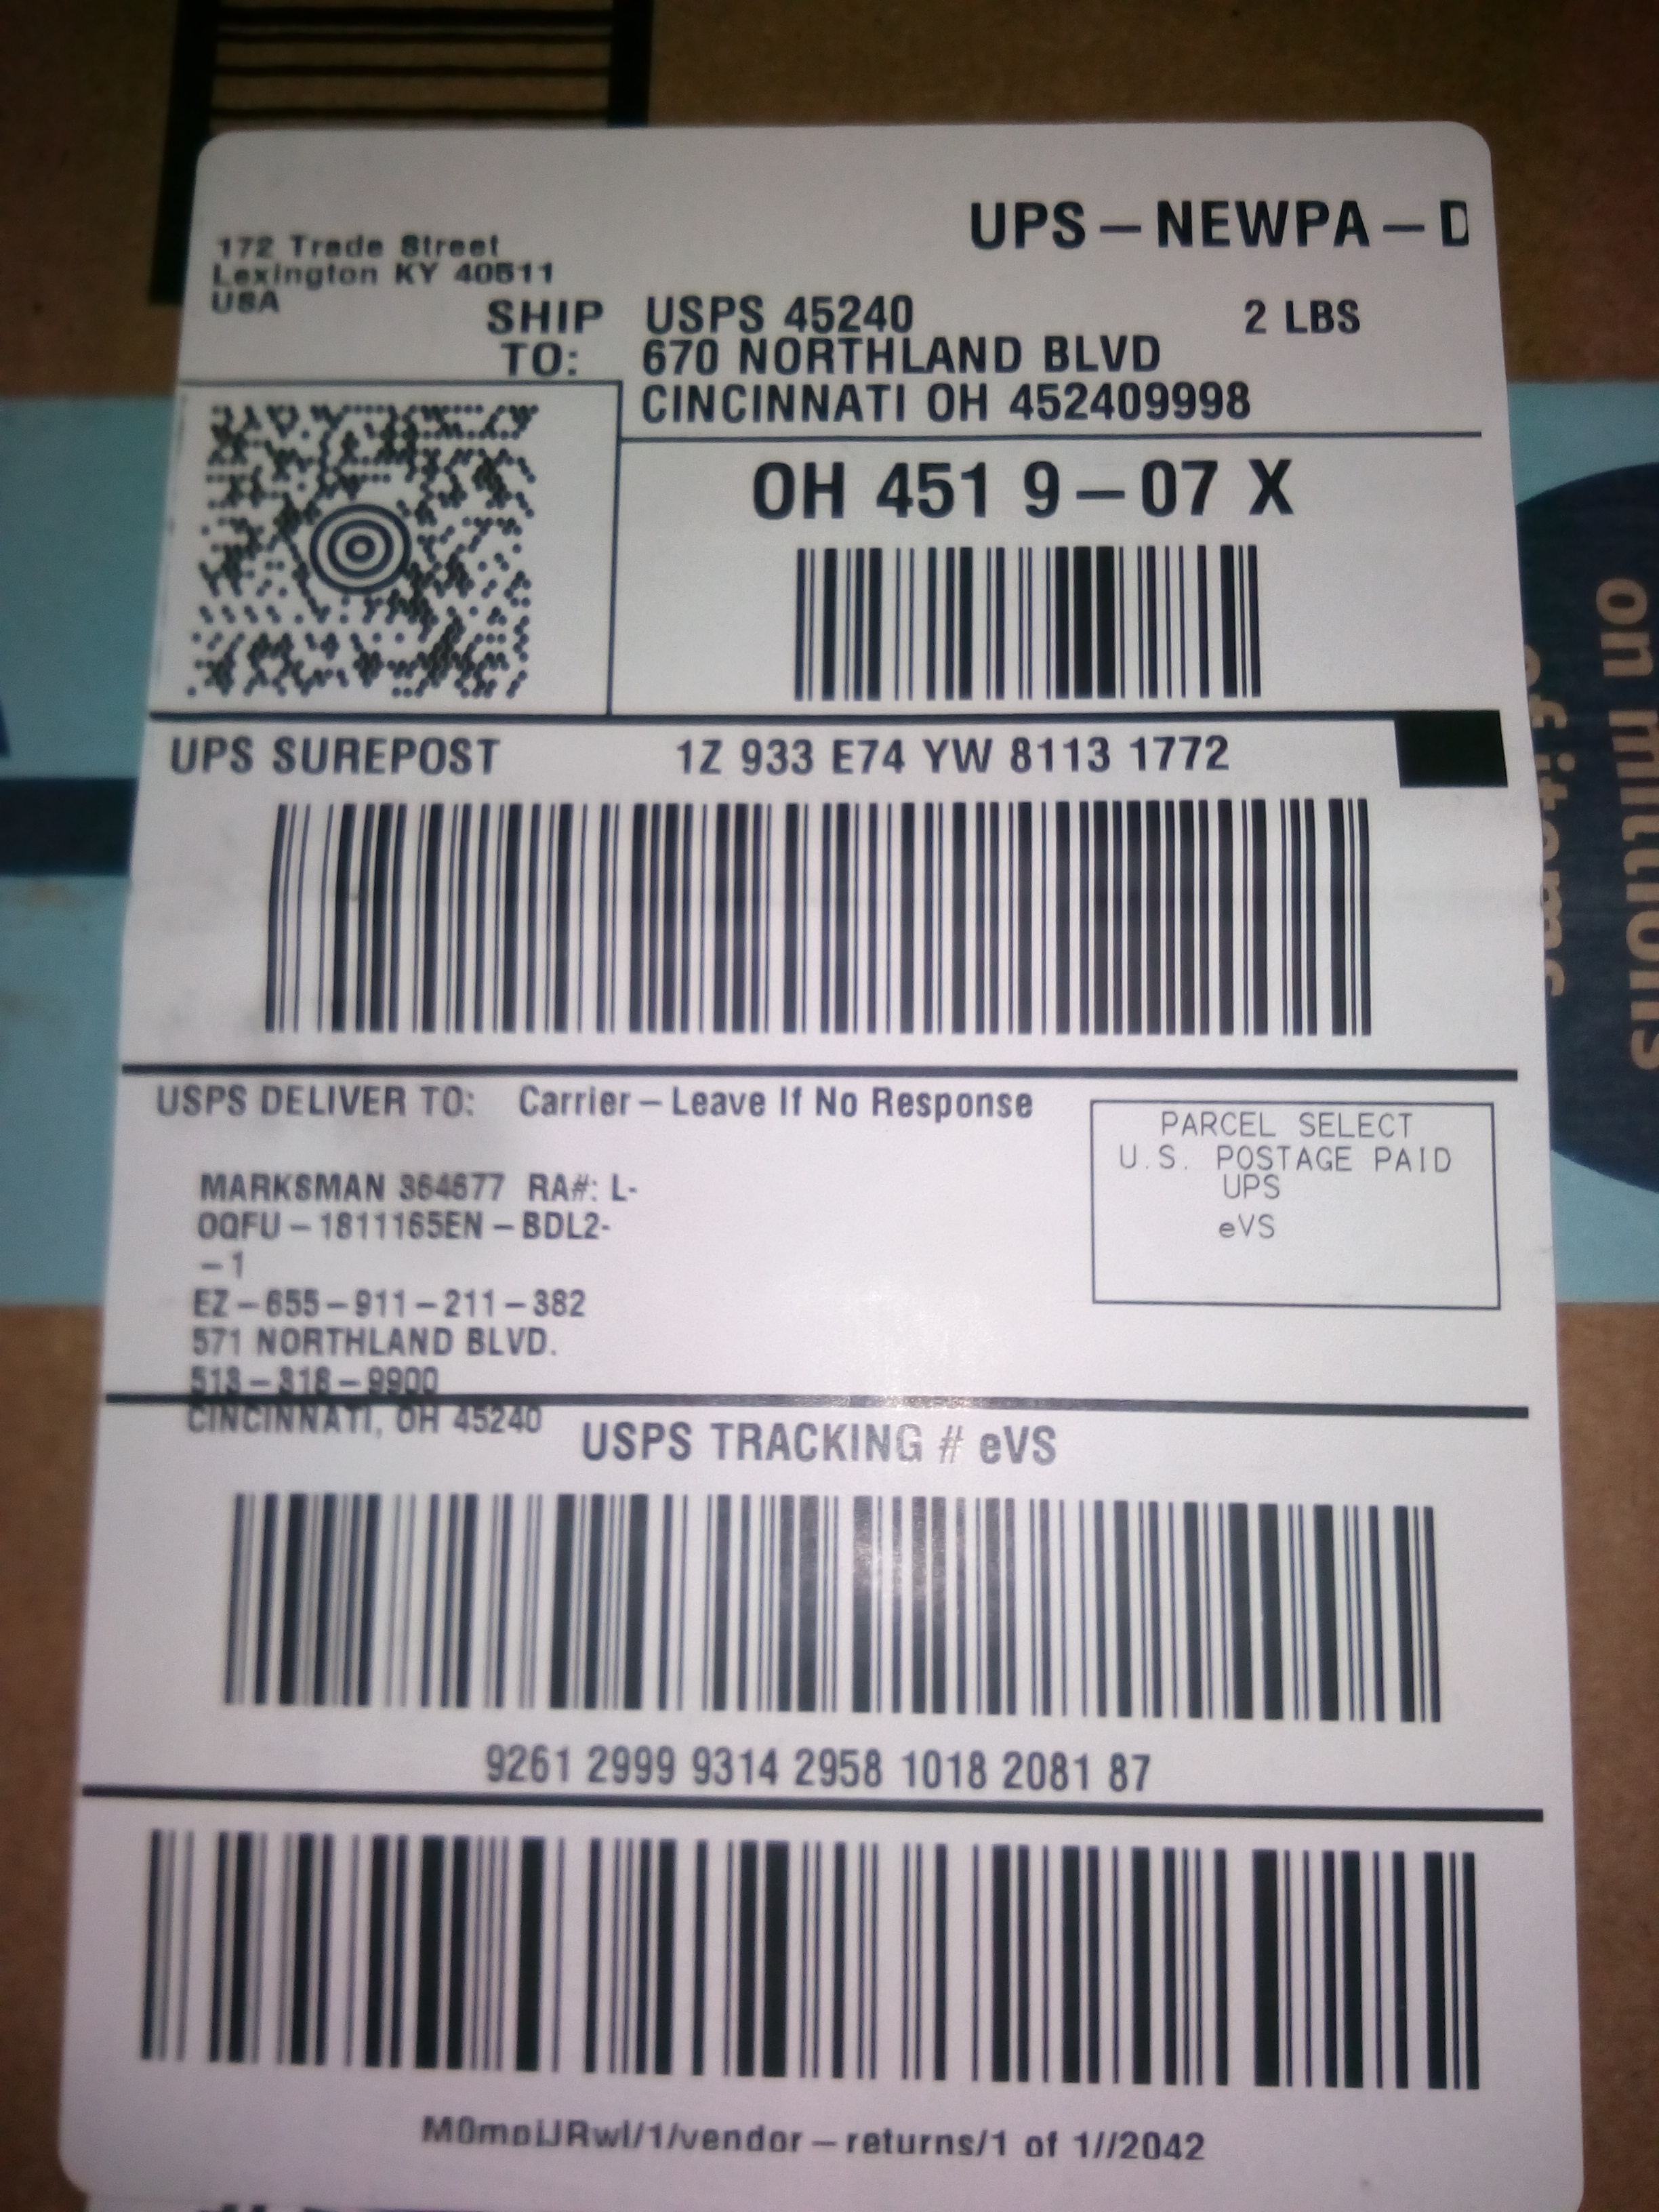 UPS – NEWPA – D
172 Trade Street
Lexington KY 40511
USA
SHIP TO:
USPS 45240
2 LBS
670 NORTHLAND BLVD
CINCINNATI OH 452409998
OH 451 9 – 07 X
UPS SUREPOST
1Z 933 E74 YW 8113 1772
USPS DELIVER TO: Carrier – Leave If No Response
PARCEL SELECT
U.S. POSTAGE PAID
UPS
eVS
MARKSMAN 364677 RA#: L-
0QFU – 1811165EN – BDL2-
– 1
EZ – 655 – 911 – 211 – 382
571 NORTHLAND BLVD.
513 – 318 – 9900
CINCINNATI, OH 45240
USPS TRACKING # eVS
9261 2999 9314 2958 1018 2081 87
/1/vendor – returns/1 of 1//2042
on millions
of items